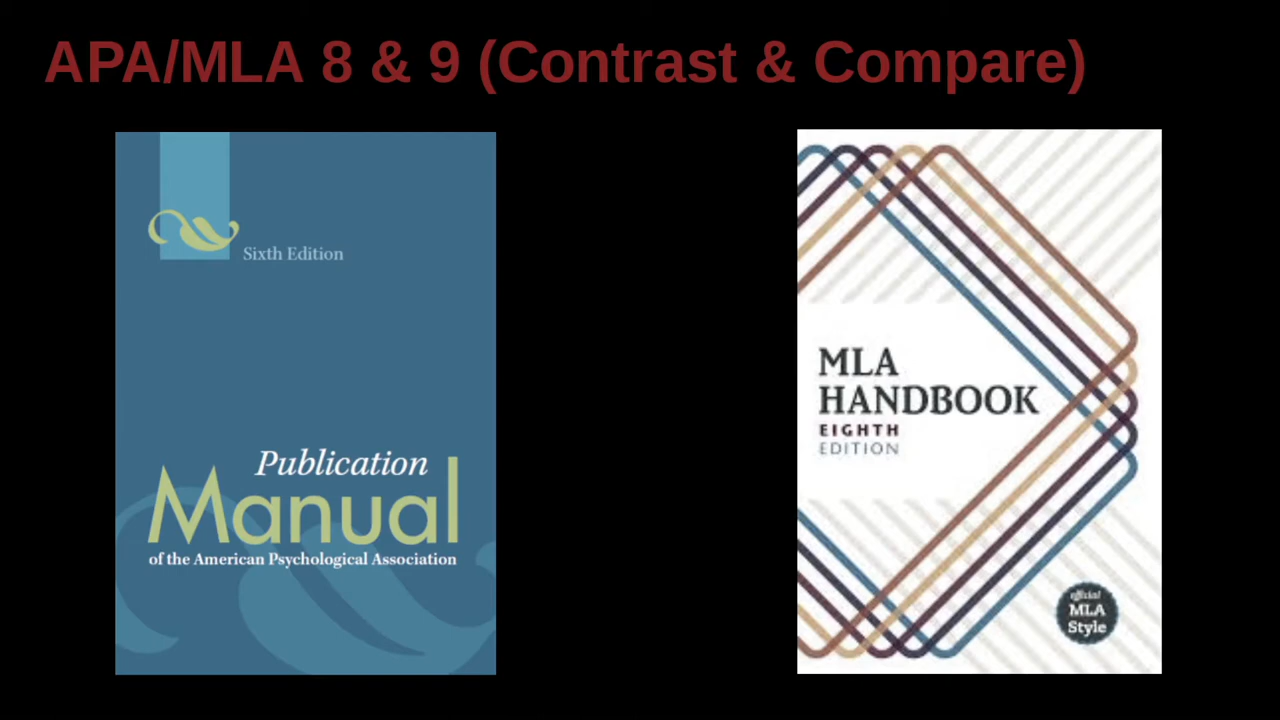 APA/MLA 8 & 9 (Contrast & Compare)
Sixth Edition
Publication
Manual
of the American Psychological Association
MLA
HANDBOOK
EIGHTH
EDITION
official
MLA
Style